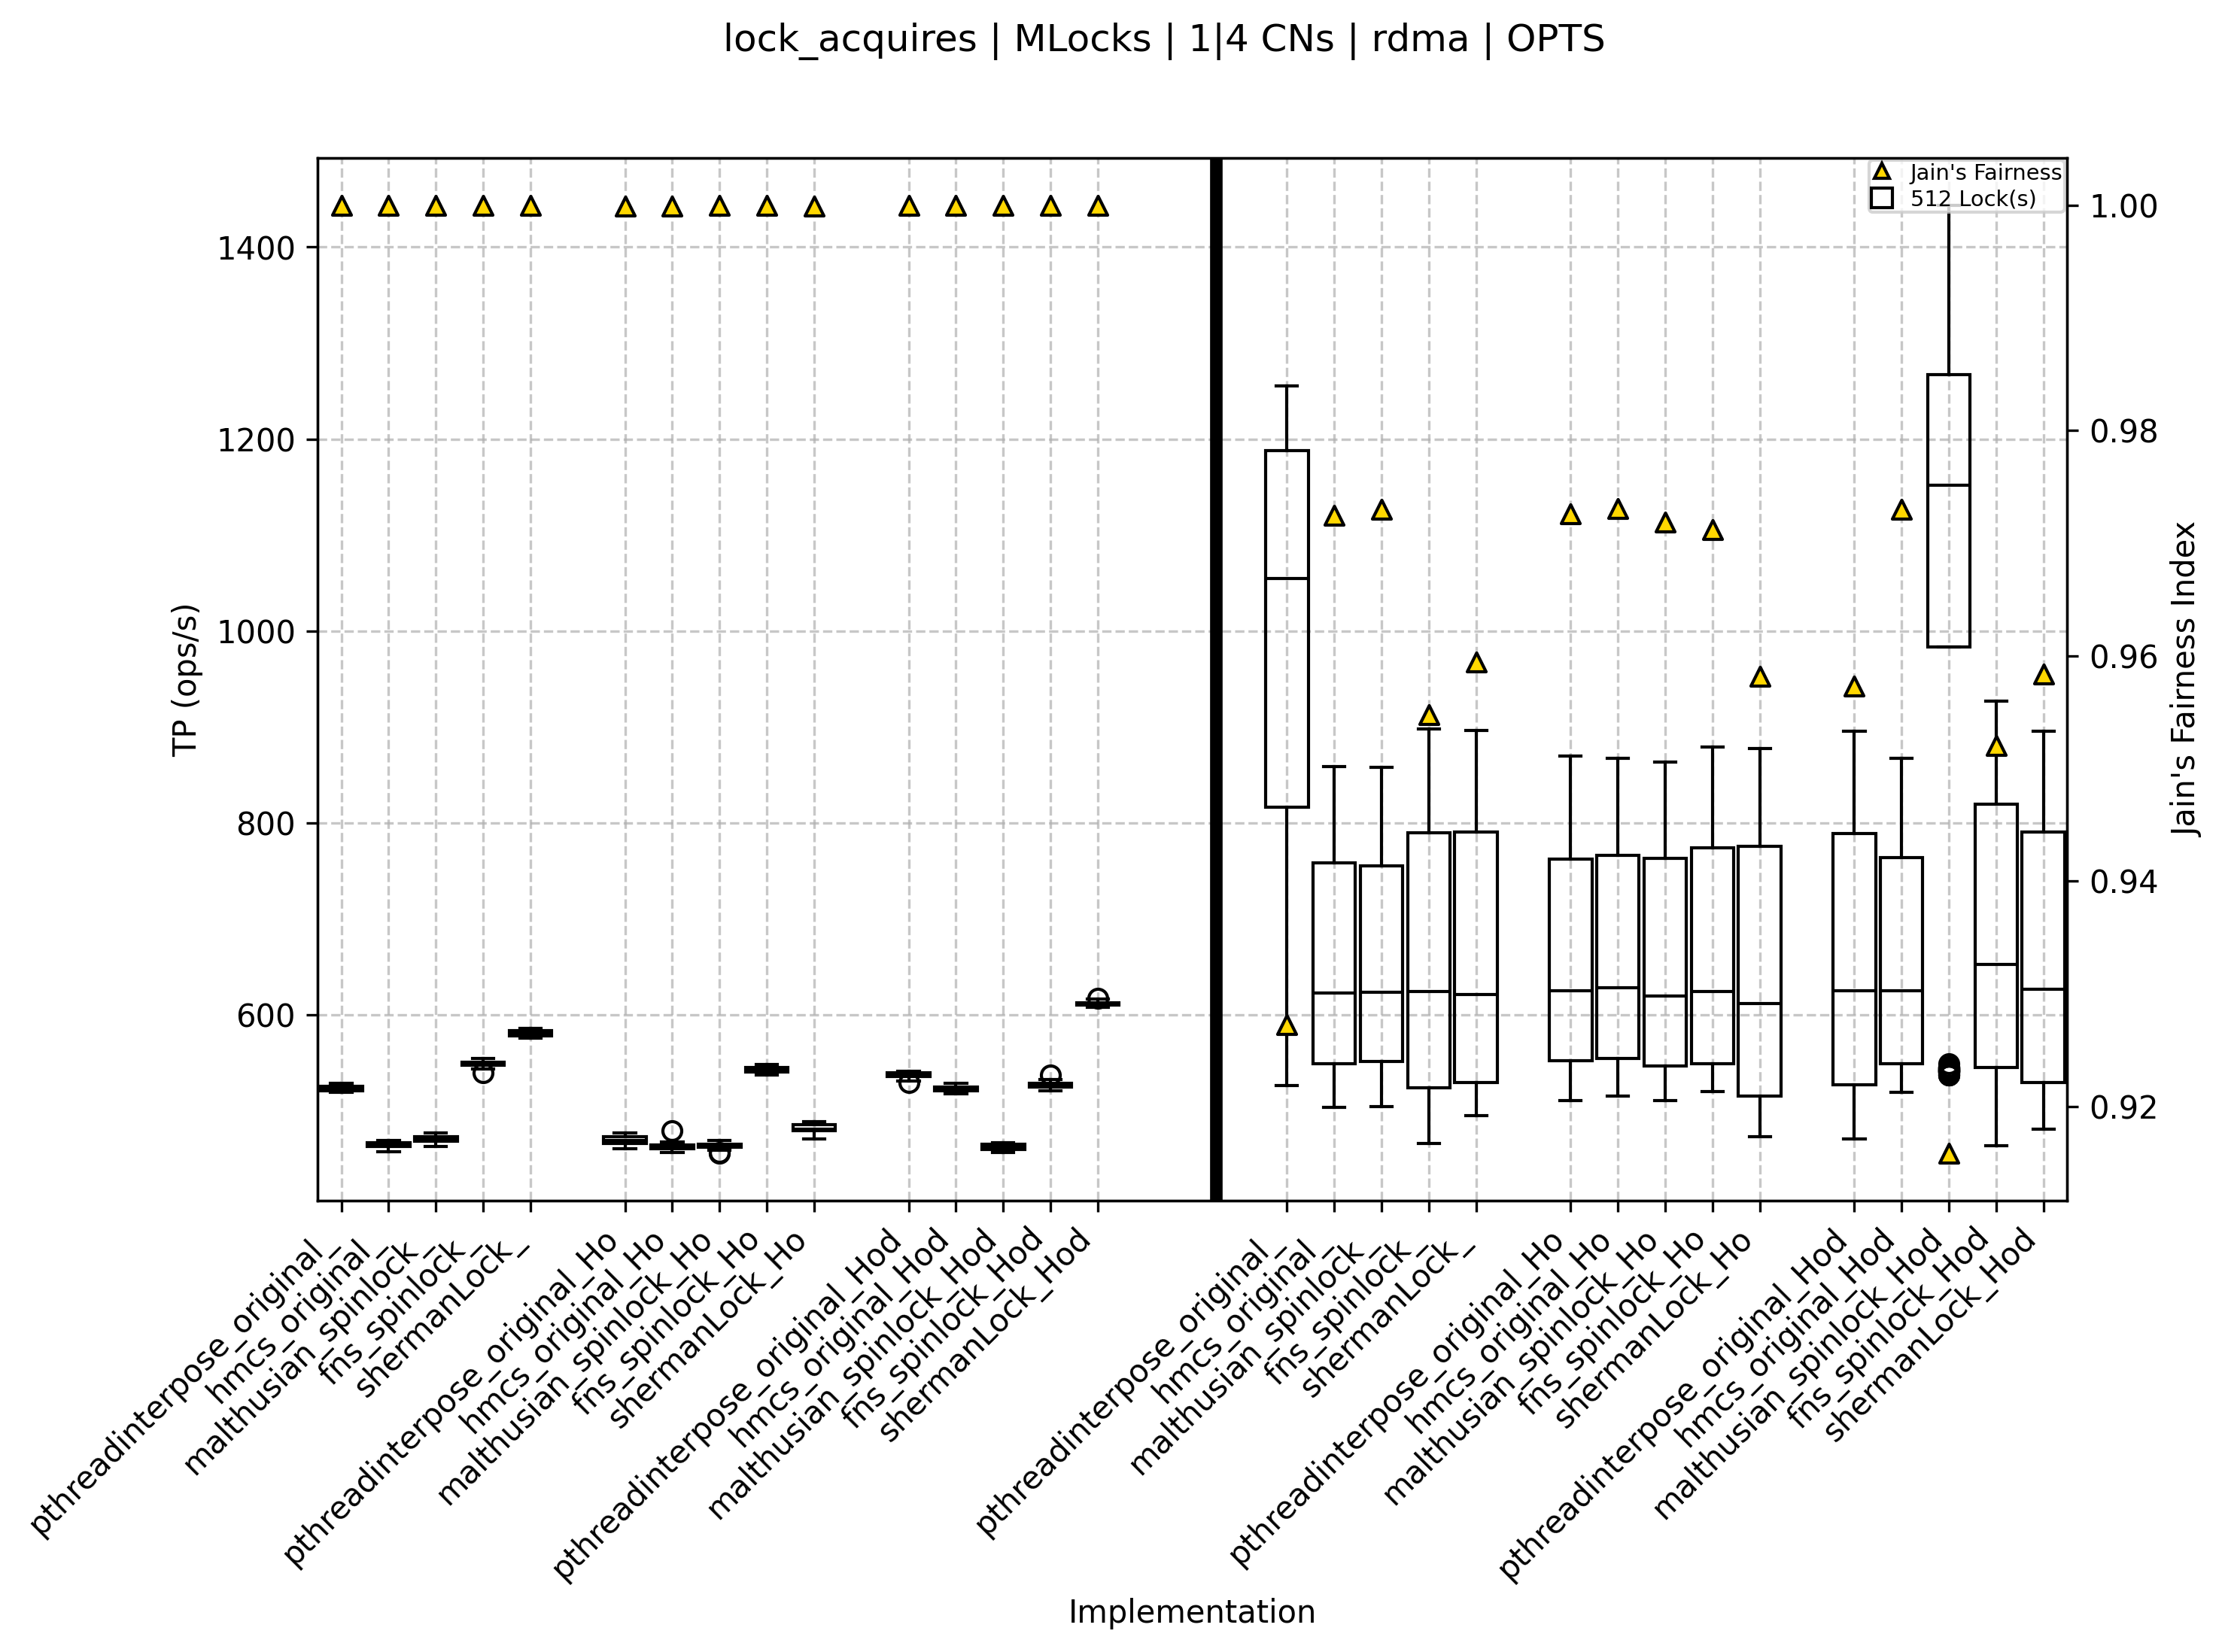 lock_acquires | MLocks | 1|4 CNs | rdma | OPTS
Jain's Fairness
512 Lock(s)
TP (ops/s)
1400
1200
1000
800
600
1.00
0.98
0.96
0.94
0.92
Jain's Fairness Index
pthreadinterpose_original_
hmcs_original_
malthusian_spinlock_
fns_spinlock_
shermanLock_
pthreadinterpose_original_Ho
hmcs_original_Ho
malthusian_spinlock_Ho
fns_spinlock_Ho
shermanLock_Ho
pthreadinterpose_original_Hod
hmcs_original_Hod
malthusian_spinlock_Hod
fns_spinlock_Hod
shermanLock_Hod
pthreadinterpose_original_
hmcs_original_
malthusian_spinlock_
fns_spinlock_
shermanLock_
pthreadinterpose_original_Ho
hmcs_original_Ho
malthusian_spinlock_Ho
fns_spinlock_Ho
shermanLock_Ho
pthreadinterpose_original_Hod
hmcs_original_Hod
malthusian_spinlock_Hod
fns_spinlock_Hod
shermanLock_Hod
Implementation